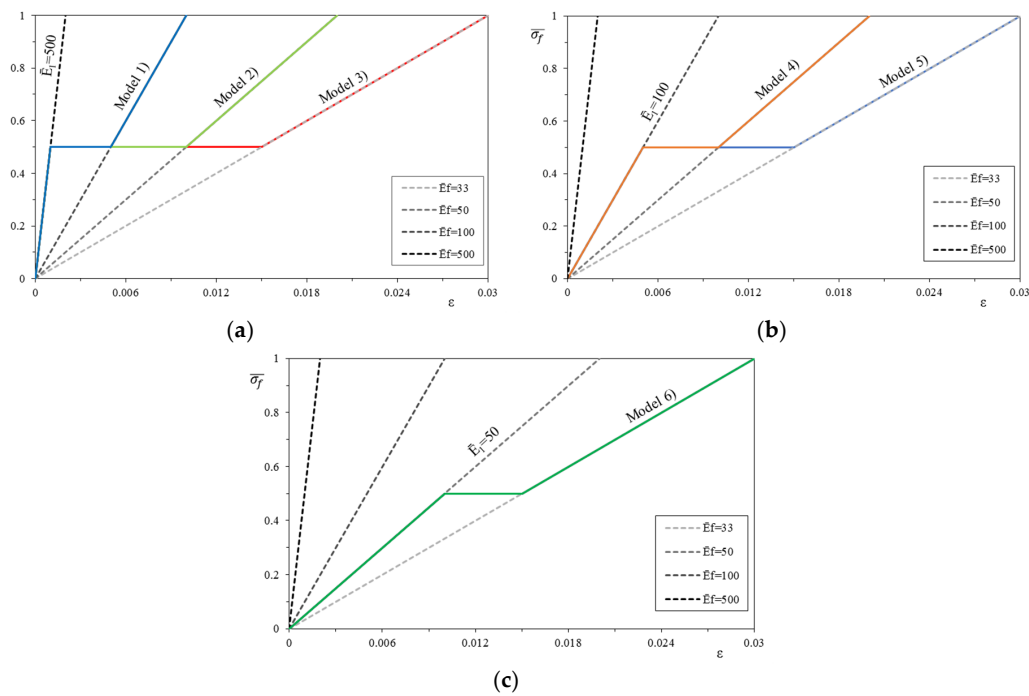 1
0.8
0.6
0.4
0.2
0
0
0.006
0.012
0.018
0.024
0.03
ε
Ē₁=500
Model 1)
Model 2)
Model 3)
Ēf=33
Ēf=50
Ēf=100
Ēf=500
(a)
σ̅f
1
0.8
0.6
0.4
0.2
0
0
0.006
0.012
0.018
0.024
0.03
ε
Ē₁=100
Model 4)
Model 5)
Ēf=33
Ēf=50
Ēf=100
Ēf=500
(b)
σ̅f
1
0.8
0.6
0.4
0.2
0
0
0.006
0.012
0.018
0.024
0.03
ε
Ē₁=50
Model 6)
Ēf=33
Ēf=50
Ēf=100
Ēf=500
(c)